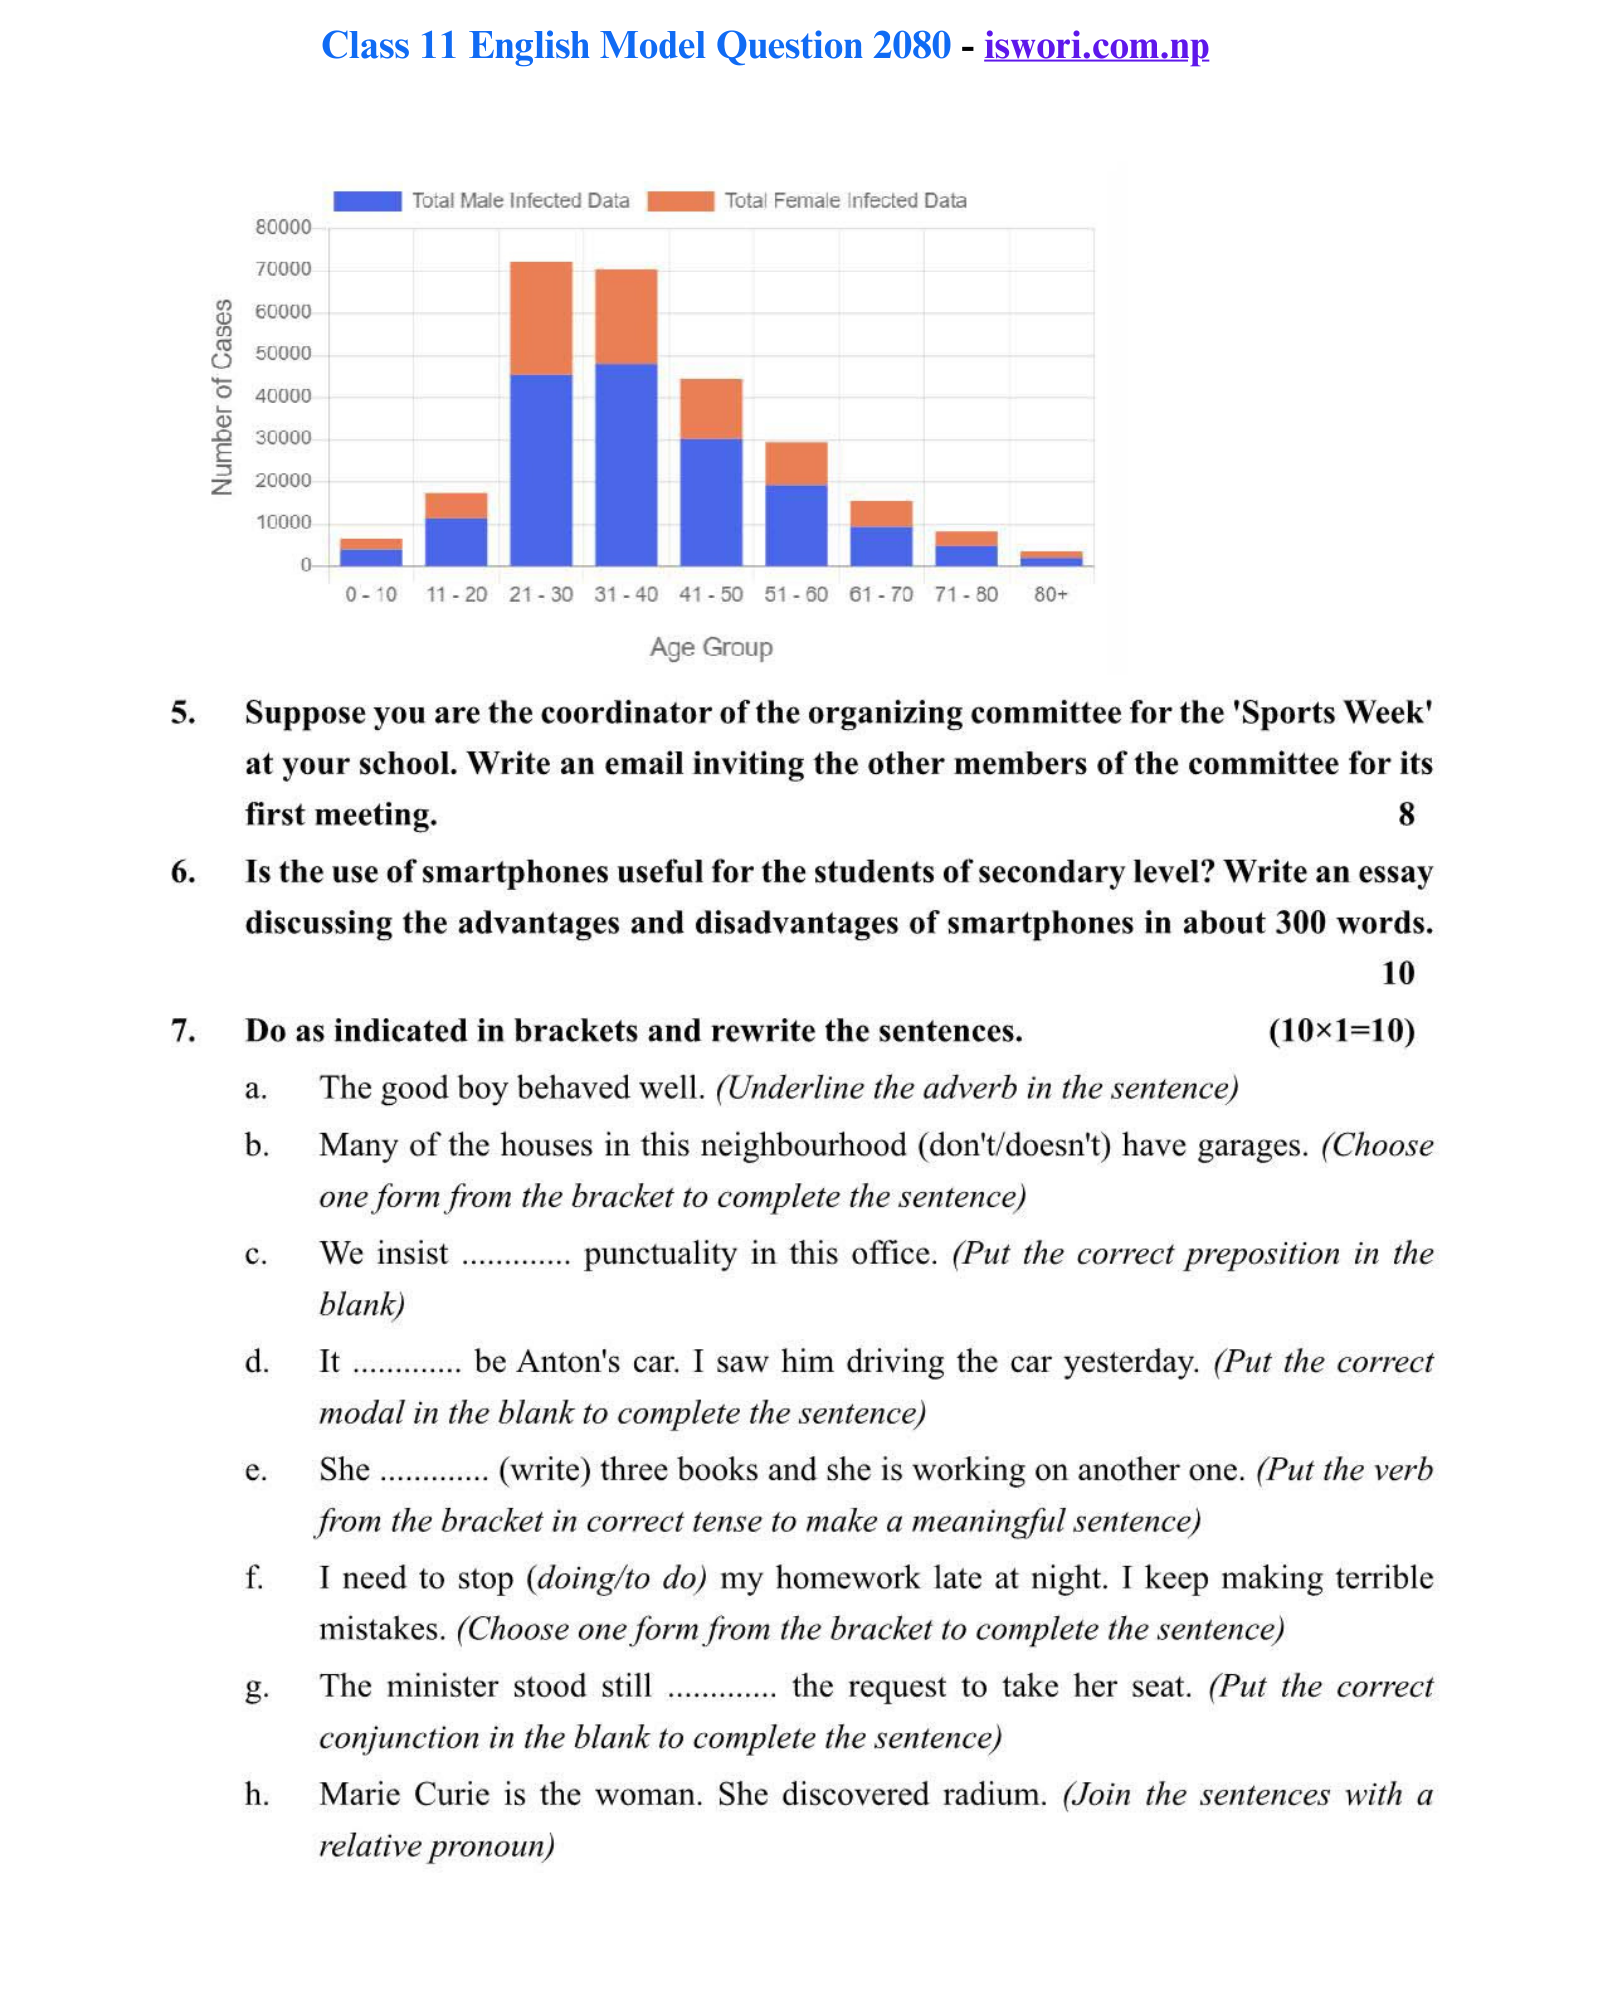 Class 11 English Model Question 2080 - iswori.com.np
Total Male Infected Data Total Female Infected Data
80000
70000
60000
50000
40000
30000
20000
10000
0
Number of Cases
0 - 10 11 - 20 21 - 30 31 - 40 41 - 50 51 - 60 61 - 70 71 - 80 80+
Age Group
5. Suppose you are the coordinator of the organizing committee for the 'Sports Week'
at your school. Write an email inviting the other members of the committee for its
first meeting. 8
6. Is the use of smartphones useful for the students of secondary level? Write an essay
discussing the advantages and disadvantages of smartphones in about 300 words.
10
7. Do as indicated in brackets and rewrite the sentences. (10×1=10)
a. The good boy behaved well. (Underline the adverb in the sentence)
b. Many of the houses in this neighbourhood (don't/doesn't) have garages. (Choose
one form from the bracket to complete the sentence)
c. We insist ............. punctuality in this office. (Put the correct preposition in the
blank)
d. It ............. be Anton's car. I saw him driving the car yesterday. (Put the correct
modal in the blank to complete the sentence)
e. She ............. (write) three books and she is working on another one. (Put the verb
from the bracket in correct tense to make a meaningful sentence)
f. I need to stop (doing/to do) my homework late at night. I keep making terrible
mistakes. (Choose one form from the bracket to complete the sentence)
g. The minister stood still ............. the request to take her seat. (Put the correct
conjunction in the blank to complete the sentence)
h. Marie Curie is the woman. She discovered radium. (Join the sentences with a
relative pronoun)